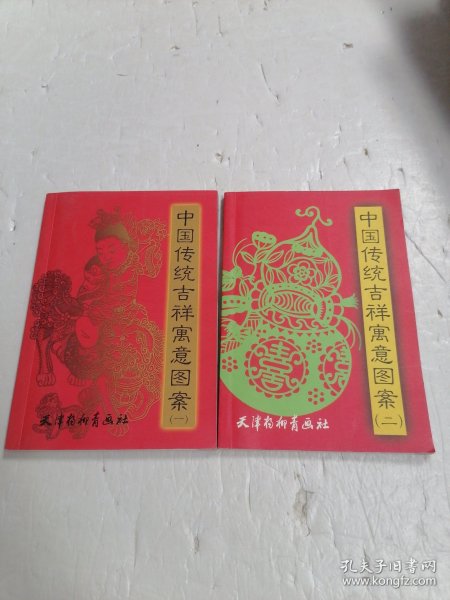 中国传统吉祥寓意图案
(一)
天津杨柳青画社
中国传统吉祥寓意图案
(二)
囍
天津杨柳青画社
孔夫子旧书网
www.kongfz.com